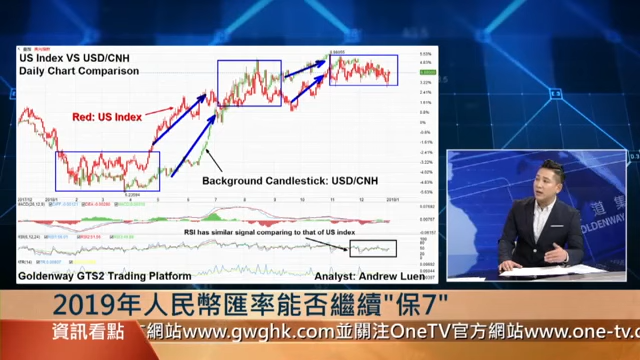 US Index VS USD/CNH
Daily Chart Comparison
Red: US Index
Background Candlestick: USD/CNH
RSI has similar signal comparing to that of US index
Goldenway GTS2 Trading Platform
Analyst: Andrew Luen
GOLDENWAY
2019年人民幣匯率能否繼續"保7"
資訊看點
網站www.gwghk.com並關注OneTV官方網站www.one-tv.c